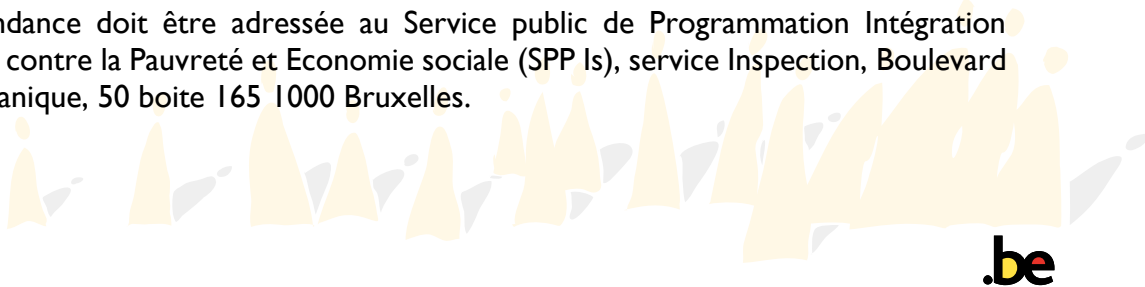 ndance doit être adressée au Service public de Programmation Intégration
contre la Pauvreté et Economie sociale (SPP Is), service Inspection, Boulevard
anique, 50 boite 165 1000 Bruxelles.
.be